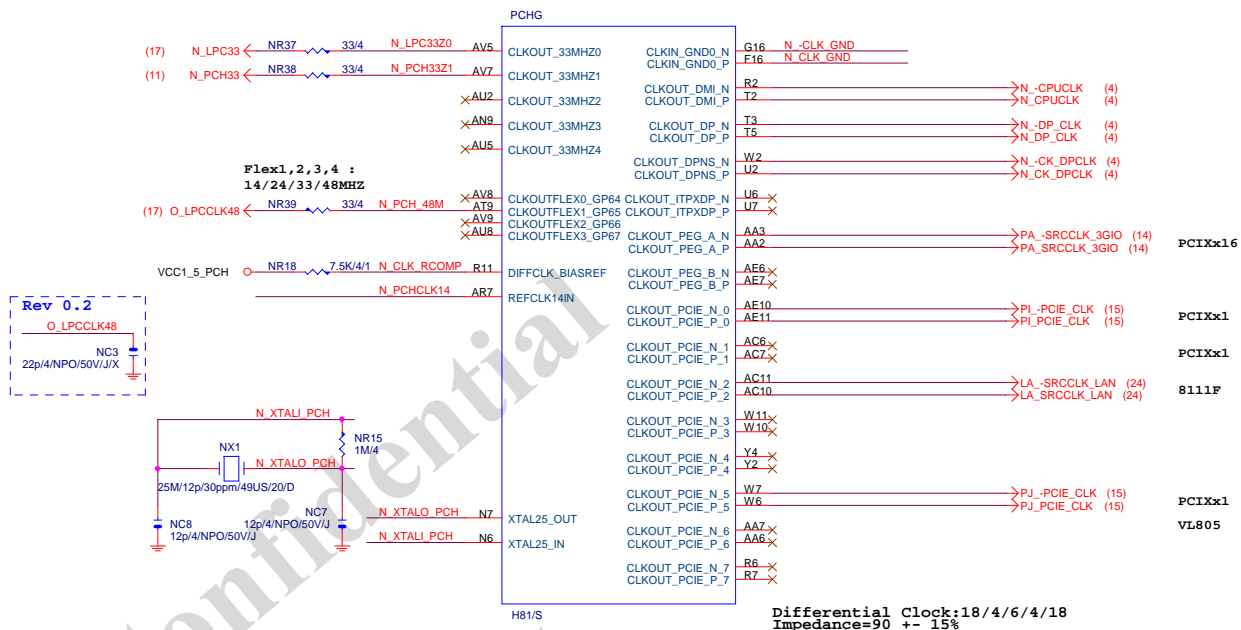 PCHG
(17) N_LPC33 NR37 33/4 N_LPC33Z0 AV5 CLKOUT_33MHZ0
(11) N_PCH33 NR38 33/4 N_PCH33Z1 AV7 CLKOUT_33MHZ1
AU2 CLKOUT_33MHZ2
AN9 CLKOUT_33MHZ3
AU5 CLKOUT_33MHZ4
Flex1,2,3,4 :
14/24/33/48MHZ
AV8 CLKOUTFLEX0_GP64
(17) O_LPCCLK48 NR39 33/4 N_PCH_48M AT9 CLKOUTFLEX1_GP65
AV9 CLKOUTFLEX2_GP66
AU8 CLKOUTFLEX3_GP67
VCC1_5_PCH NR18 7.5K/4/1 N_CLK_RCOMP R11 DIFFCLK_BIASREF
N_PCHCLK14 AR7 REFCLK14IN
Rev 0.2
O_LPCCLK48
NC3
22p/4/NPO/50V/J/X
N_XTALI_PCH
NR15
1M/4
NX1
N_XTALO_PCH
25M/12p/30ppm/49US/20/D
NC8
12p/4/NPO/50V/J
NC7
12p/4/NPO/50V/J
N_XTALO_PCH N7 XTAL25_OUT
N_XTALI_PCH N6 XTAL25_IN
CLKIN_GND0_N G16 N_-CLK_GND
CLKIN_GND0_P F16 N_CLK_GND
CLKOUT_DMI_N R2 N_-CPUCLK (4)
CLKOUT_DMI_P T2 N_CPUCLK (4)
CLKOUT_DP_N T3 N_-DP_CLK (4)
CLKOUT_DP_P T5 N_DP_CLK (4)
CLKOUT_DPNS_N W2 N_-CK_DPCLK (4)
CLKOUT_DPNS_P U2 N_CK_DPCLK (4)
CLKOUT_ITPXDP_N U6
CLKOUT_ITPXDP_P U7
CLKOUT_PEG_A_N AA3 PA_-SRCCLK_3GIO (14)
CLKOUT_PEG_A_P AA2 PA_SRCCLK_3GIO (14)
PCIXx16
CLKOUT_PEG_B_N AE6
CLKOUT_PEG_B_P AE7
CLKOUT_PCIE_N_0 AE10 PI_-PCIE_CLK (15)
CLKOUT_PCIE_P_0 AE11 PI_PCIE_CLK (15)
PCIXx1
CLKOUT_PCIE_N_1 AC6
CLKOUT_PCIE_P_1 AC7
PCIXx1
CLKOUT_PCIE_N_2 AC11 LA_-SRCCLK_LAN (24)
CLKOUT_PCIE_P_2 AC10 LA_SRCCLK_LAN (24)
8111F
CLKOUT_PCIE_N_3 W11
CLKOUT_PCIE_P_3 W10
CLKOUT_PCIE_N_4 Y4
CLKOUT_PCIE_P_4 Y2
CLKOUT_PCIE_N_5 W7 PJ_-PCIE_CLK (15)
CLKOUT_PCIE_P_5 W6 PJ_PCIE_CLK (15)
PCIXx1
VL805
CLKOUT_PCIE_N_6 AA7
CLKOUT_PCIE_P_6 AA6
CLKOUT_PCIE_N_7 R6
CLKOUT_PCIE_P_7 R7
H81/S
Differential Clock:18/4/6/4/18
Impedance=90 +- 15%
Confidential